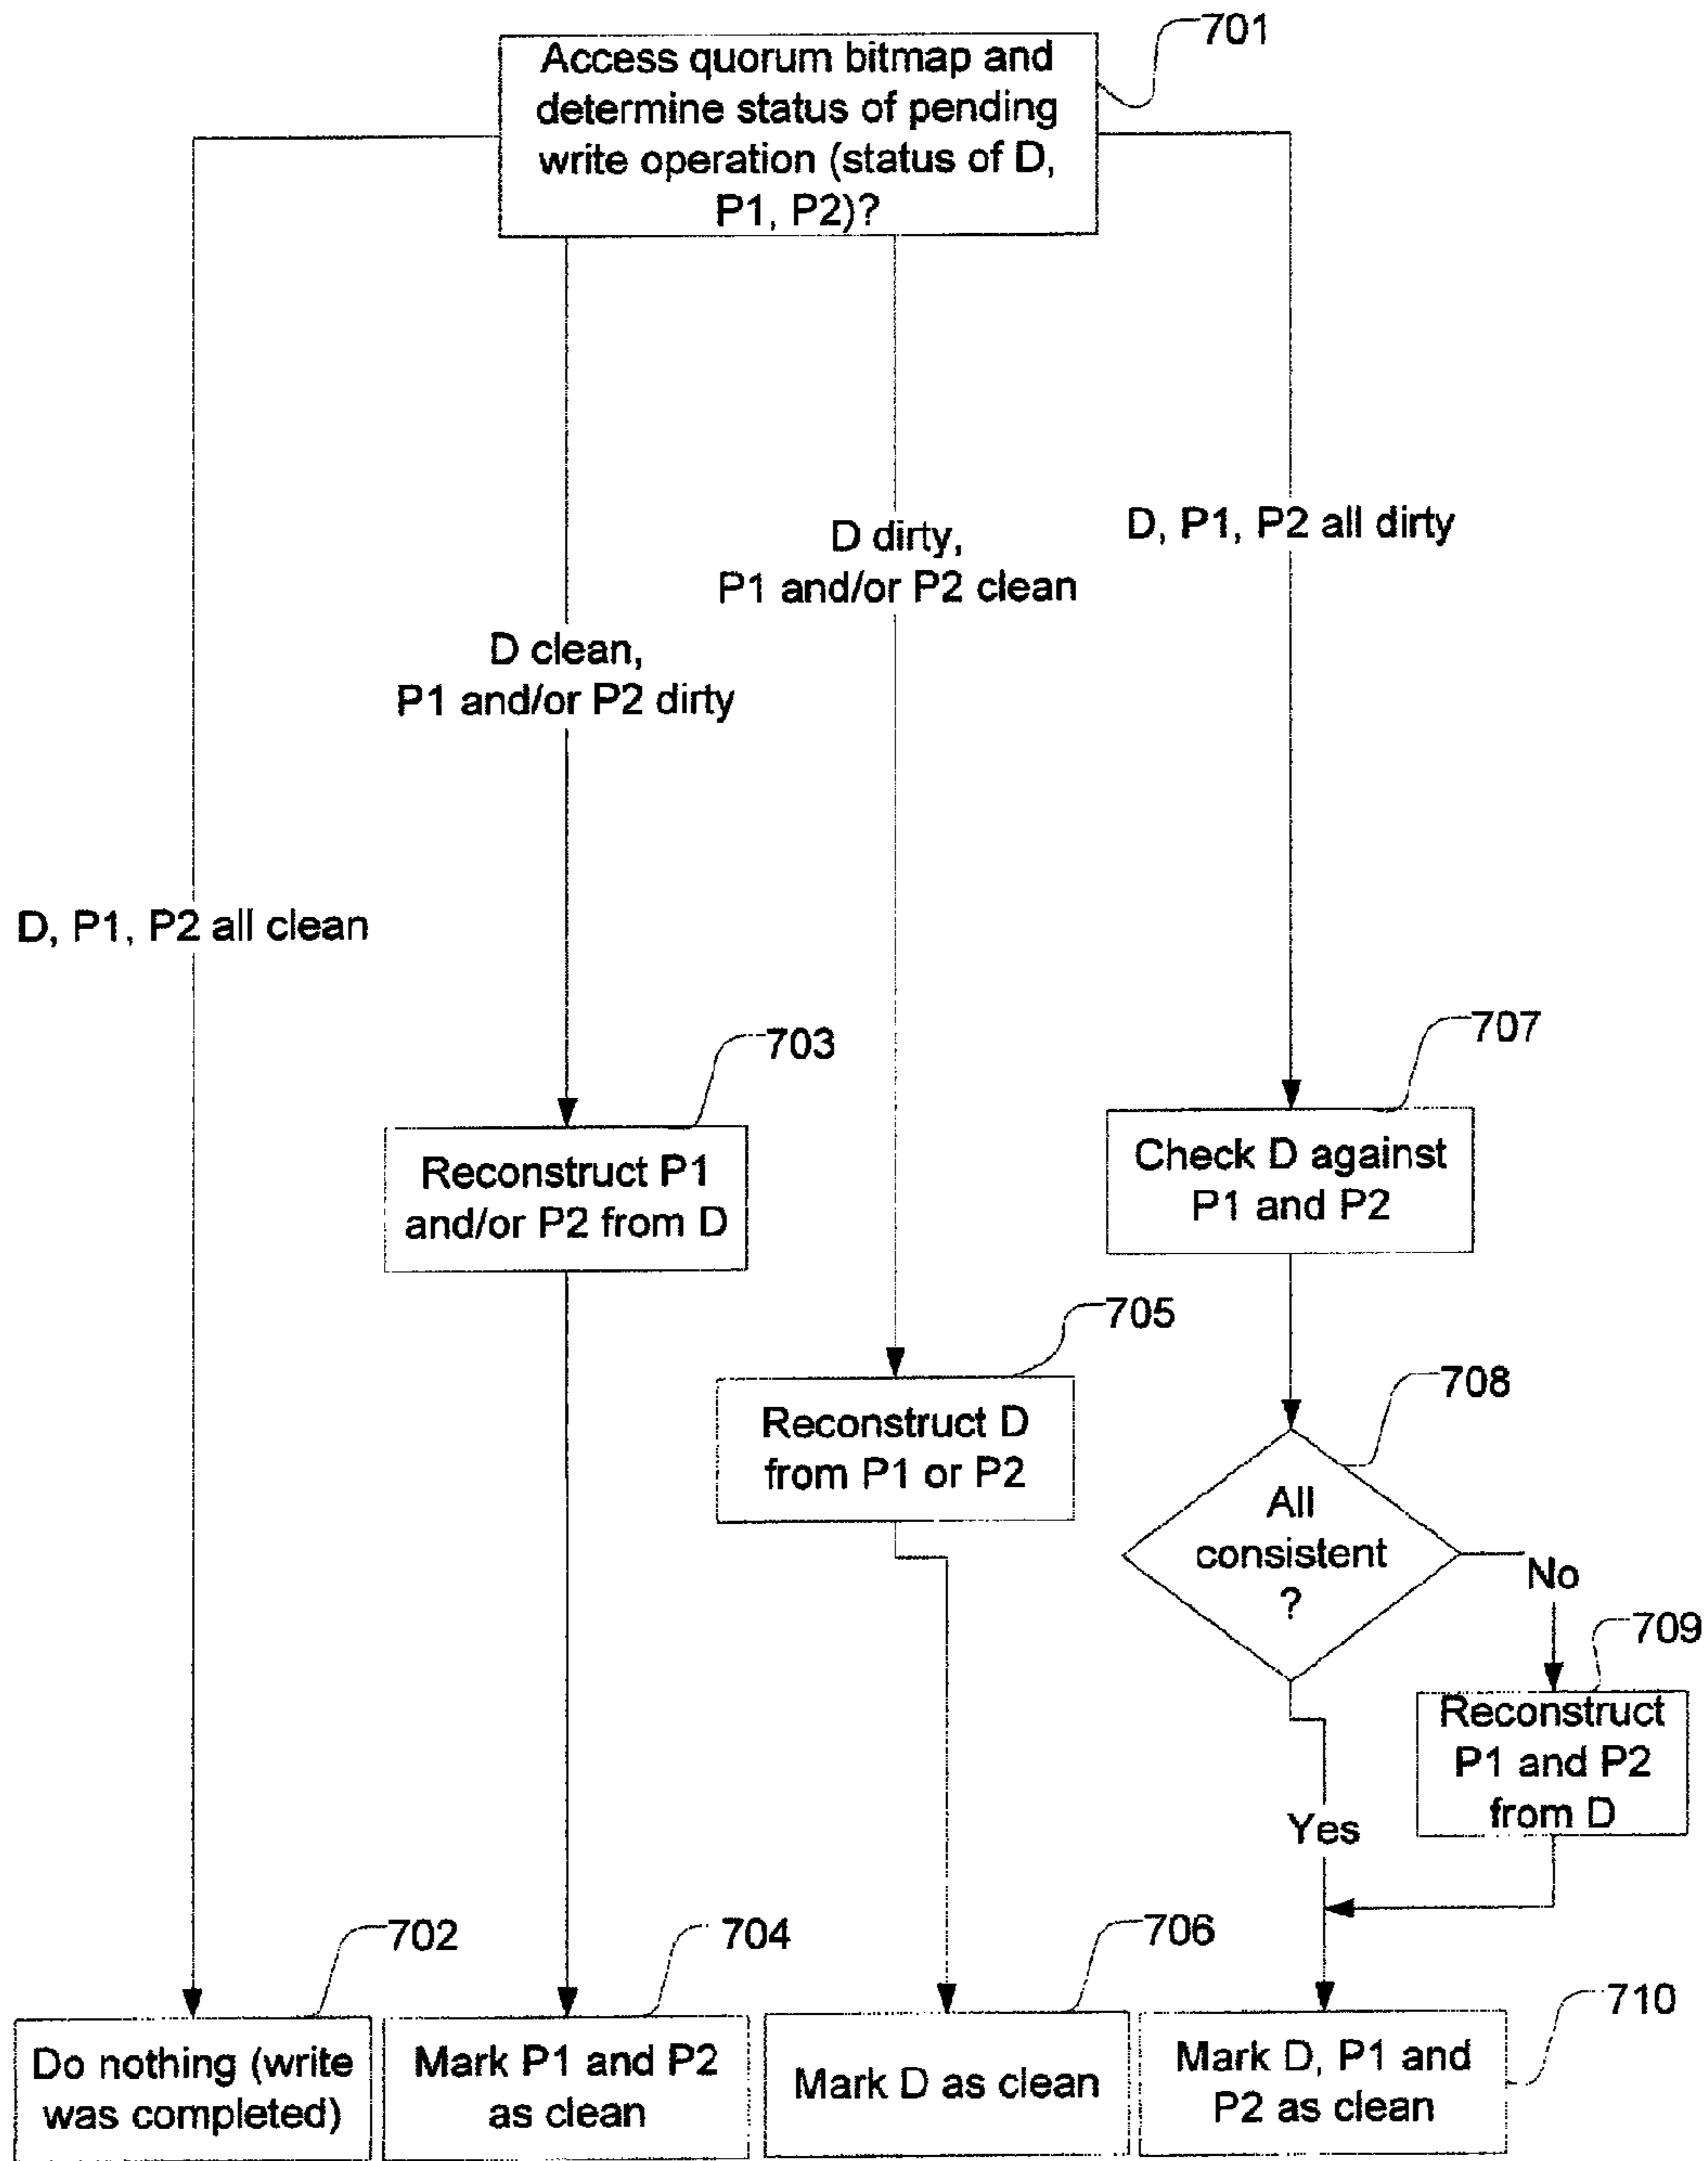 701
Access quorum bitmap and
determine status of pending
write operation (status of D,
P1, P2)?
D, P1, P2 all dirty
D dirty,
P1 and/or P2 clean
D clean,
P1 and/or P2 dirty
D, P1, P2 all clean
703
Reconstruct P1
and/or P2 from D
707
Check D against
P1 and P2
705
Reconstruct D
from P1 or P2
708
All
consistent
?
No
709
Reconstruct
P1 and P2
from D
Yes
702
Do nothing (write
was completed)
704
Mark P1 and P2
as clean
706
Mark D as clean
710
Mark D, P1 and
P2 as clean